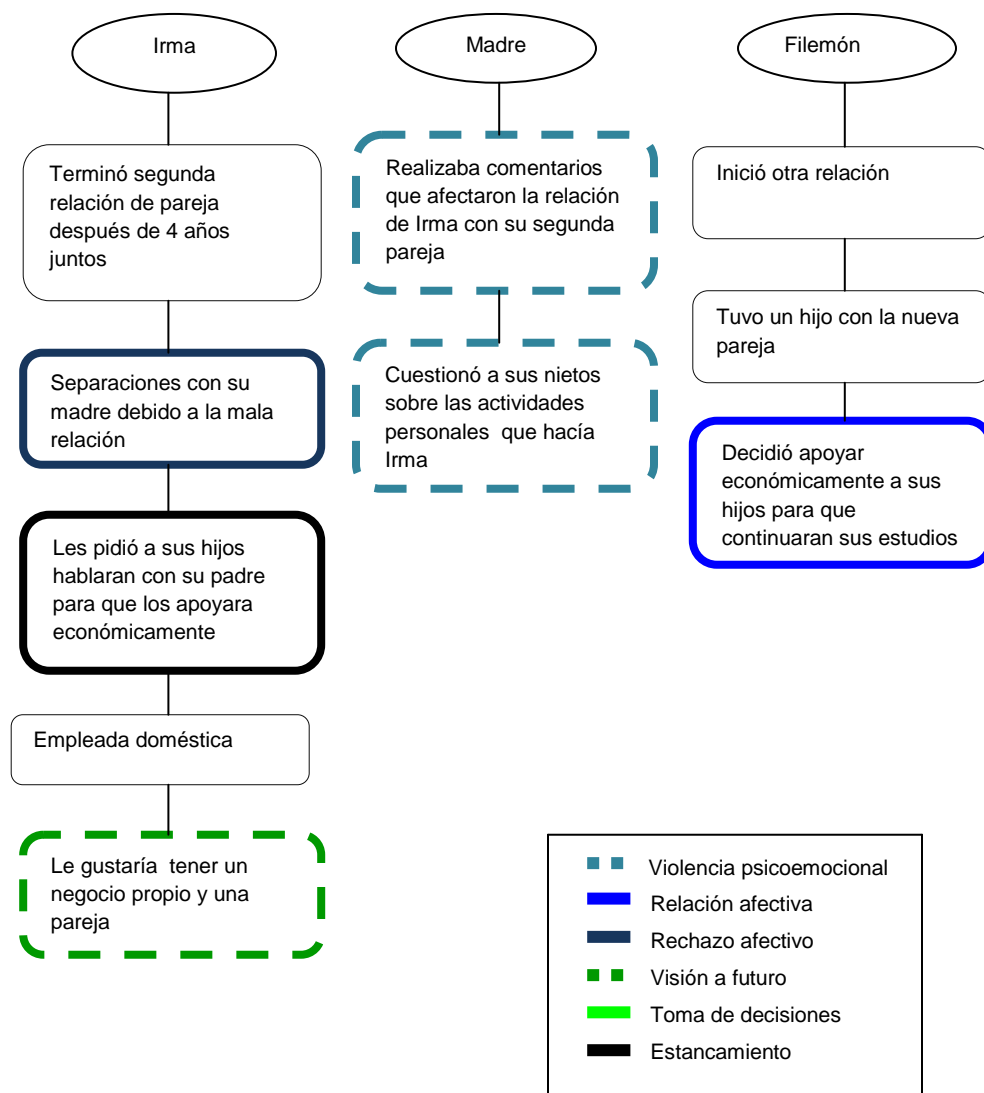 Irma
Terminó segunda
relación de pareja
después de 4 años
juntos
Separaciones con su
madre debido a la mala
relación
Les pidió a sus hijos
hablaran con su padre
para que los apoyara
económicamente
Empleada doméstica
Le gustaría tener un
negocio propio y una
pareja
Madre
Realizaba comentarios
que afectaron la relación
de Irma con su segunda
pareja
Cuestionó a sus nietos
sobre las actividades
personales que hacía
Irma
Filemón
Inició otra relación
Tuvo un hijo con la nueva
pareja
Decidió apoyar
económicamente a sus
hijos para que
continuaran sus estudios
Violencia psicoemocional
Relación afectiva
Rechazo afectivo
Visión a futuro
Toma de decisiones
Estancamiento